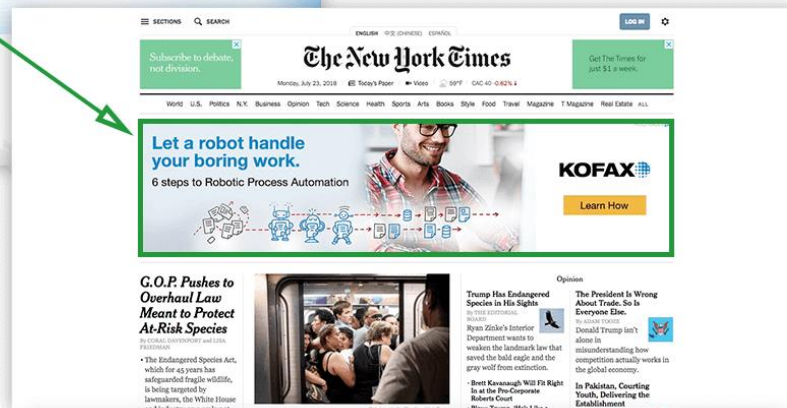 SECTIONS
SEARCH
ENGLISH 中文 (CHINESE) ESPAÑOL
LOG IN
Subscribe to debate,
not division.
The New York Times
Get The Times for
just $1 a week.
Monday, July 23, 2018 Today's Paper Video 99°F CAC 40 -0.62% ↓
World U.S. Politics N.Y. Business Opinion Tech Science Health Sports Arts Books Style Food Travel Magazine T Magazine Real Estate ALL
Let a robot handle
your boring work.
6 steps to Robotic Process Automation
KOFAX
Learn How
G.O.P. Pushes to
Overhaul Law
Meant to Protect
At-Risk Species
By CORAL DAVENPORT and LISA
FRIEDMAN
• The Endangered Species Act,
which for 45 years has
safeguarded fragile wildlife,
is being targeted by
lawmakers, the White House
Opinion
Trump Has Endangered
Species in His Sights
By THE EDITORIAL
BOARD
Ryan Zinke's Interior
Department wants to
weaken the landmark law that
saved the bald eagle and the
gray wolf from extinction.
• Brett Kavanaugh Will Fit Right
In at the Pro-Corporate
Roberts Court
The President Is Wrong
About Trade. So Is
Everyone Else.
By ADAM TOOZE
Donald Trump isn't
alone in
misunderstanding how
competition actually works in
the global economy.
In Pakistan, Courting
Youth, Delivering the
Establishment